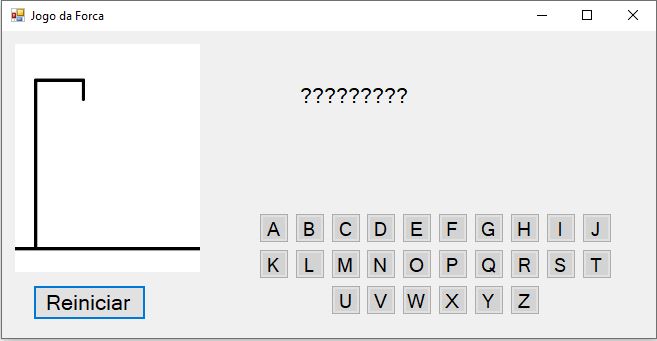 Jogo da Forca
?????????
A B C D E F G H I J
K L M N O P Q R S T
U V W X Y Z
Reiniciar